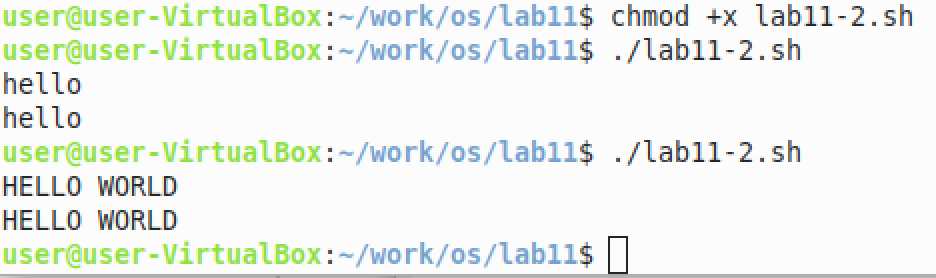 user@user-VirtualBox:~/work/os/lab11$ chmod +x lab11-2.sh
user@user-VirtualBox:~/work/os/lab11$ ./lab11-2.sh
hello
hello
user@user-VirtualBox:~/work/os/lab11$ ./lab11-2.sh
HELLO WORLD
HELLO WORLD
user@user-VirtualBox:~/work/os/lab11$